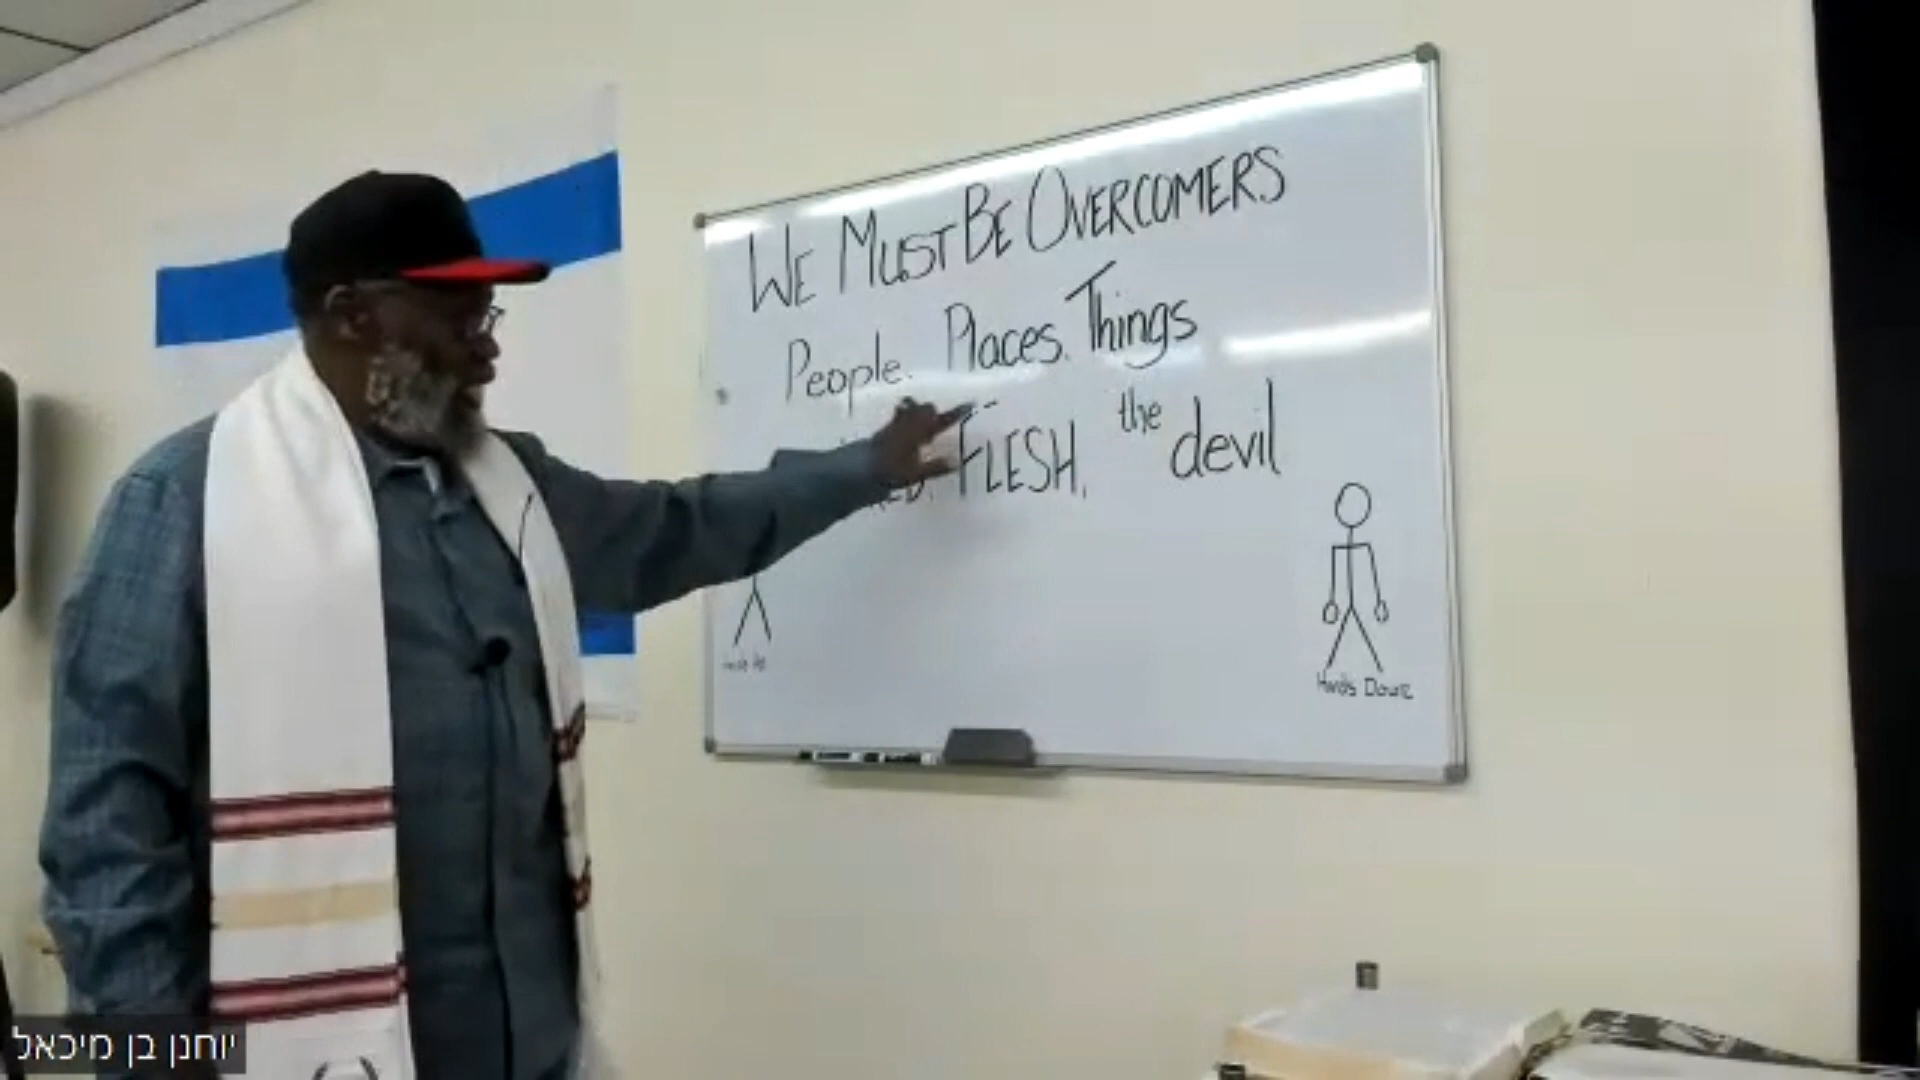 WE MUST BE OVERCOMERS
People. Places. Things
FLESH, the devil
Hands Down
יוחנן בן מיכאל